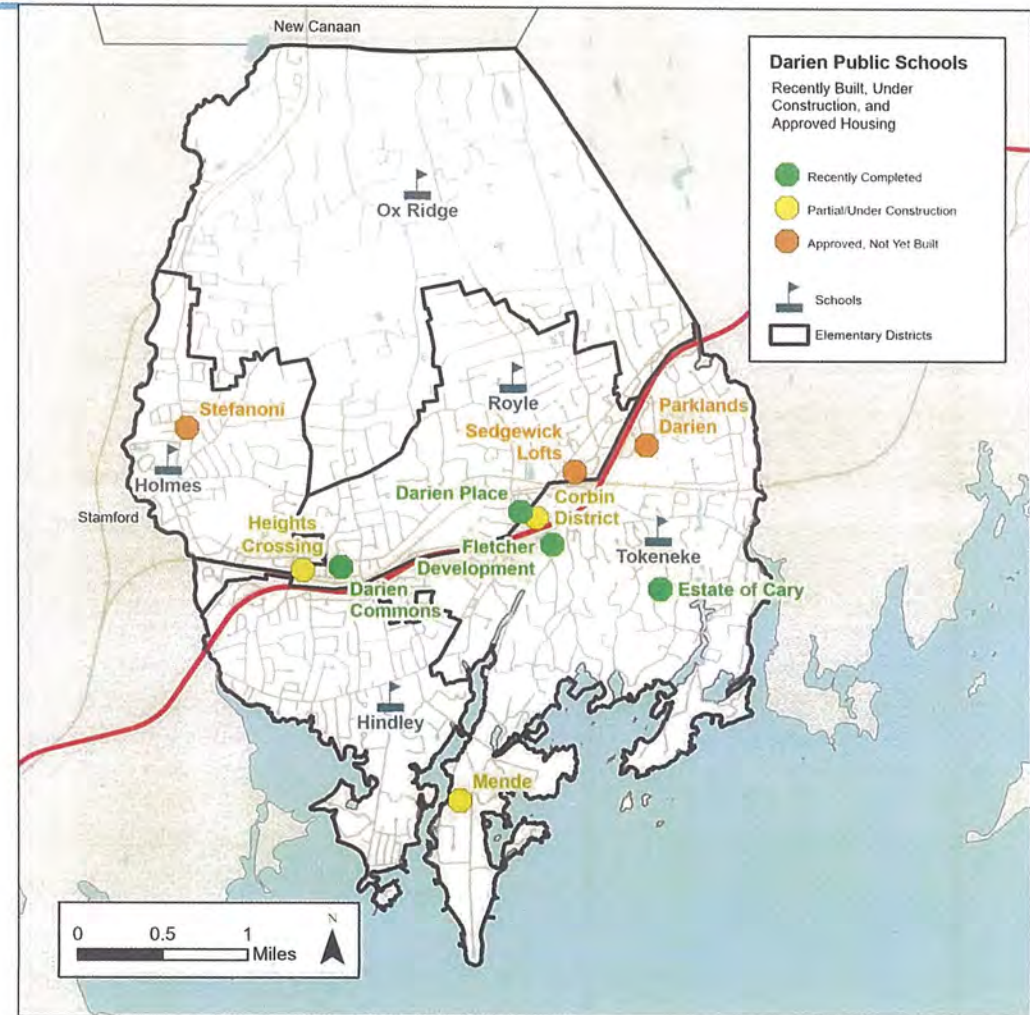 New Canaan
Darien Public Schools
Recently Built, Under
Construction, and
Approved Housing
Recently Completed
Partial/Under Construction
Approved, Not Yet Built
Schools
Elementary Districts
Ox Ridge
Royle
Stefanoni
Holmes
Stamford
Sedgewick
Lofts
Parklands
Darien
Darien Place
Corbin
District
Heights
Crossing
Fletcher
Development
Tokeneke
Darien
Commons
Estate of Cary
Hindley
Mende
0 0.5 1
Miles
N